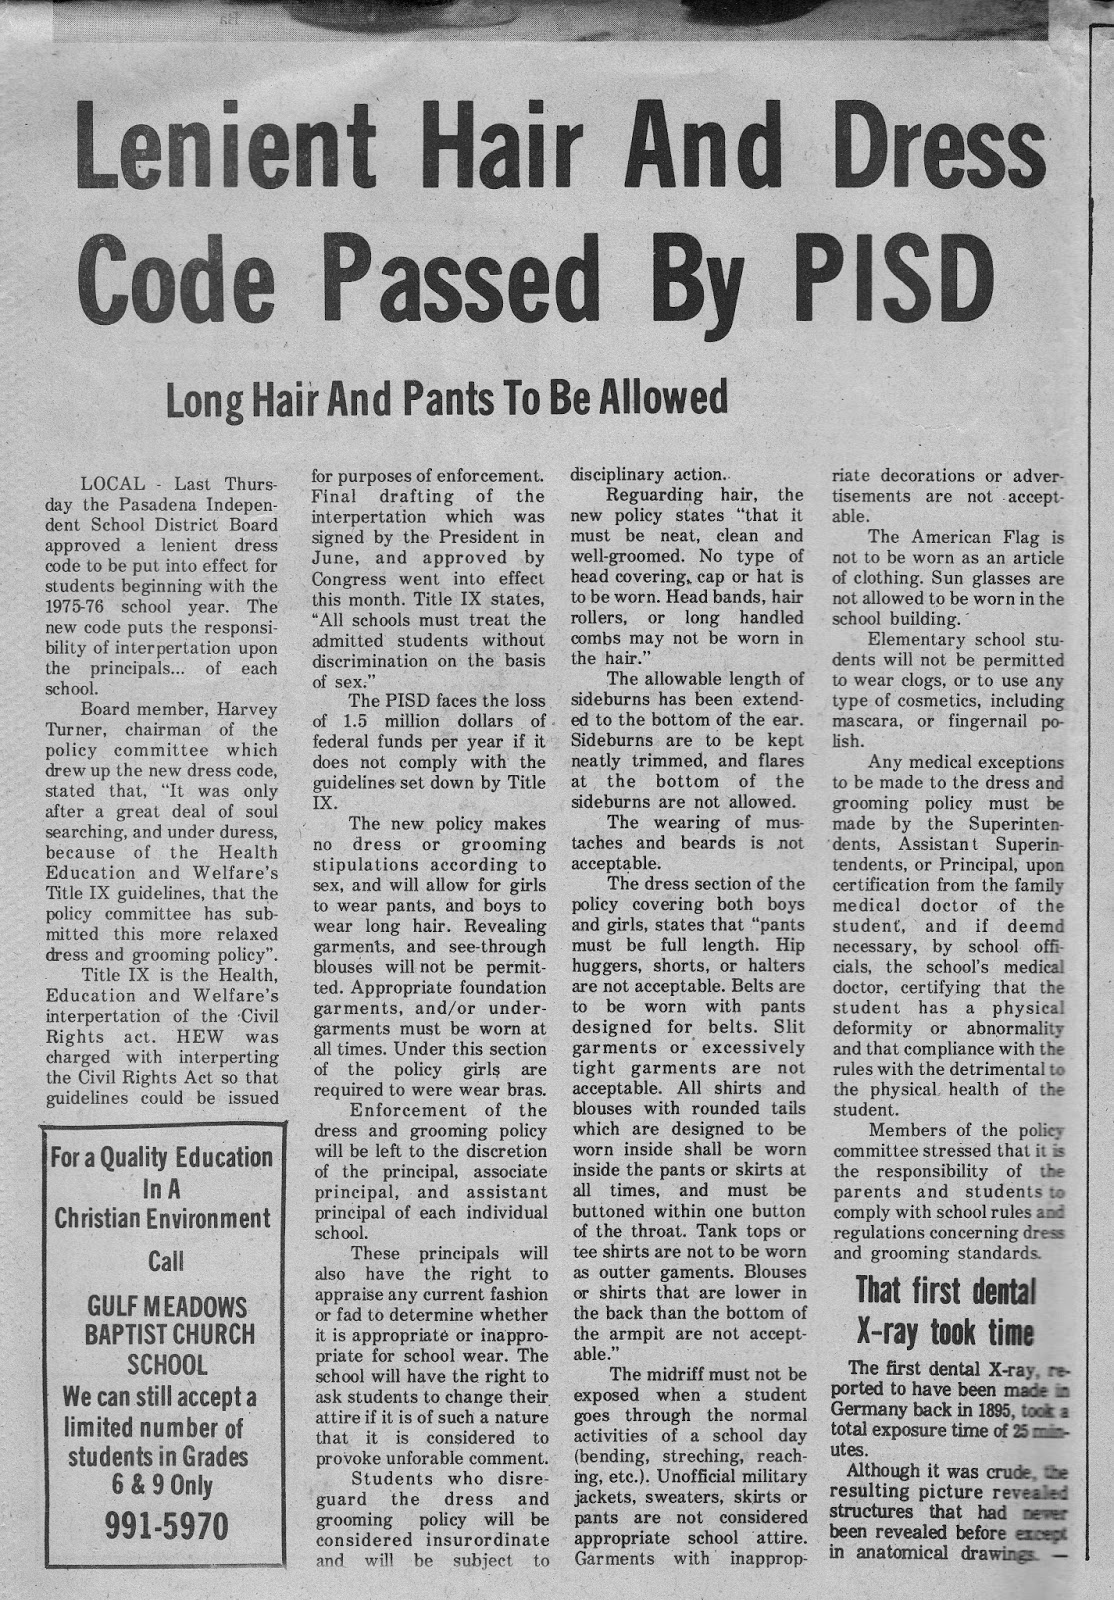 Lenient Hair And Dress
Code Passed By PISD
Long Hair And Pants To Be Allowed
LOCAL - Last Thurs-
day the Pasadena Indepen-
dent School District Board
approved a lenient dress
code to be put into effect for
students beginning with the
1975-76 school year. The
new code puts the responsi-
bility of interpertation upon
the principals... of each
school.
Board member, Harvey
Turner, chairman of the
policy committee which
drew up the new dress code,
stated that, “It was only
after a great deal of soul
searching, and under duress,
because of the Health
Education and Welfare’s
Title IX guidelines, that the
policy committee has sub-
mitted this more relaxed
dress and grooming policy”.
Title IX is the Health,
Education and Welfare’s
interpertation of the Civil
Rights act. HEW was
charged with interperting
the Civil Rights Act so that
guidelines could be issued
for purposes of enforcement.
Final drafting of the
interpertation which was
signed by the President in
June, and approved by
Congress went into effect
this month. Title IX states,
“All schools must treat the
admitted students without
discrimination on the basis
of sex.”
The PISD faces the loss
of 1.5 million dollars of
federal funds per year if it
does not comply with the
guidelines set down by Title
IX.
The new policy makes
no dress or grooming
stipulations according to
sex, and will allow for girls
to wear pants, and boys to
wear long hair. Revealing
garments, and see-through
blouses will not be permit-
ted. Appropriate foundation
garments, and/or under-
garments must be worn at
all times. Under this section
of the policy girls are
required to were wear bras.
Enforcement of the
dress and grooming policy
will be left to the discretion
of the principal, associate
principal, and assistant
principal of each individual
school.
These principals will
also have the right to
appraise any current fashion
or fad to determine whether
it is appropriate or inappro-
priate for school wear. The
school will have the right to
ask students to change their
attire if it is of such a nature
that it is considered to
provoke unforable comment.
Students who disre-
guard the dress and
grooming policy will be
considered insurordinate
and will be subject to
disciplinary action.
Reguarding hair, the
new policy states “that it
must be neat, clean and
well-groomed. No type of
head covering, cap or hat is
to be worn. Head bands, hair
rollers, or long handled
combs may not be worn in
the hair.”
The allowable length of
sideburns has been extend-
ed to the bottom of the ear.
Sideburns are to be kept
neatly trimmed, and flares
at the bottom of the
sideburns are not allowed.
The wearing of mus-
taches and beards is not
acceptable.
The dress section of the
policy covering both boys
and girls, states that “pants
must be full length. Hip
huggers, shorts, or halters
are not acceptable. Belts are
to be worn with pants
designed for belts. Slit
garments or excessively
tight garments are not
acceptable. All shirts and
blouses with rounded tails
which are designed to be
worn inside shall be worn
inside the pants or skirts at
all times, and must be
buttoned within one button
of the throat. Tank tops or
tee shirts are not to be worn
as outter gaments. Blouses
or shirts that are lower in
the back than the bottom of
the armpit are not accept-
able.”
The midriff must not be
exposed when a student
goes through the normal
activities of a school day
(bending, streching, reach-
ing, etc.). Unofficial military
jackets, sweaters, skirts or
pants are not considered
appropriate school attire.
Garments with inapprop-
riate decorations or adver-
tisements are not accept-
able.
The American Flag is
not to be worn as an article
of clothing. Sun glasses are
not allowed to be worn in the
school building.
Elementary school stu-
dents will not be permitted
to wear clogs, or to use any
type of cosmetics, including
mascara, or fingernail po-
lish.
Any medical exceptions
to be made to the dress and
grooming policy must be
made by the Superinten-
dents, Assistant Superin-
tendents, or Principal, upon
certification from the family
medical doctor of the
student, and if deemd
necessary, by school offi-
cials, the school’s medical
doctor, certifying that the
student has a physical
deformity or abnormality
and that compliance with the
rules with the detrimental to
the physical health of the
student.
Members of the policy
committee stressed that it is
the responsibility of the
parents and students to
comply with school rules and
regulations concerning dress
and grooming standards.
For a Quality Education
In A
Christian Environment
Call
GULF MEADOWS
BAPTIST CHURCH
SCHOOL
We can still accept a
limited number of
students in Grades
6 & 9 Only
991-5970
That first dental
X-ray took time
The first dental X-ray, re-
ported to have been made in
Germany back in 1895, took a
total exposure time of 25 min-
utes.
Although it was crude, the
resulting picture revealed
structures that had never
been revealed before except
in anatomical drawings. —